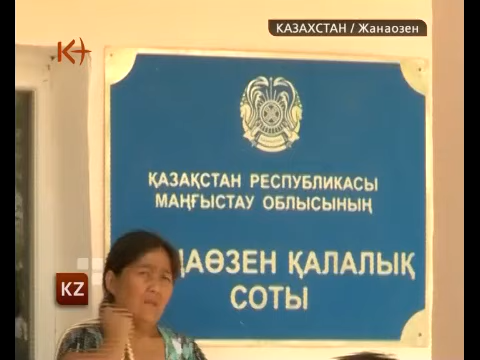 КАЗАХСТАН / Жанаозен
K+
ҚАЗАҚСТАН РЕСПУБЛИКАСЫ
МАҢҒЫСТАУ ОБЛЫСЫНЫҢ
ҚАЛАЛЫҚ
СОТЫ
KZ